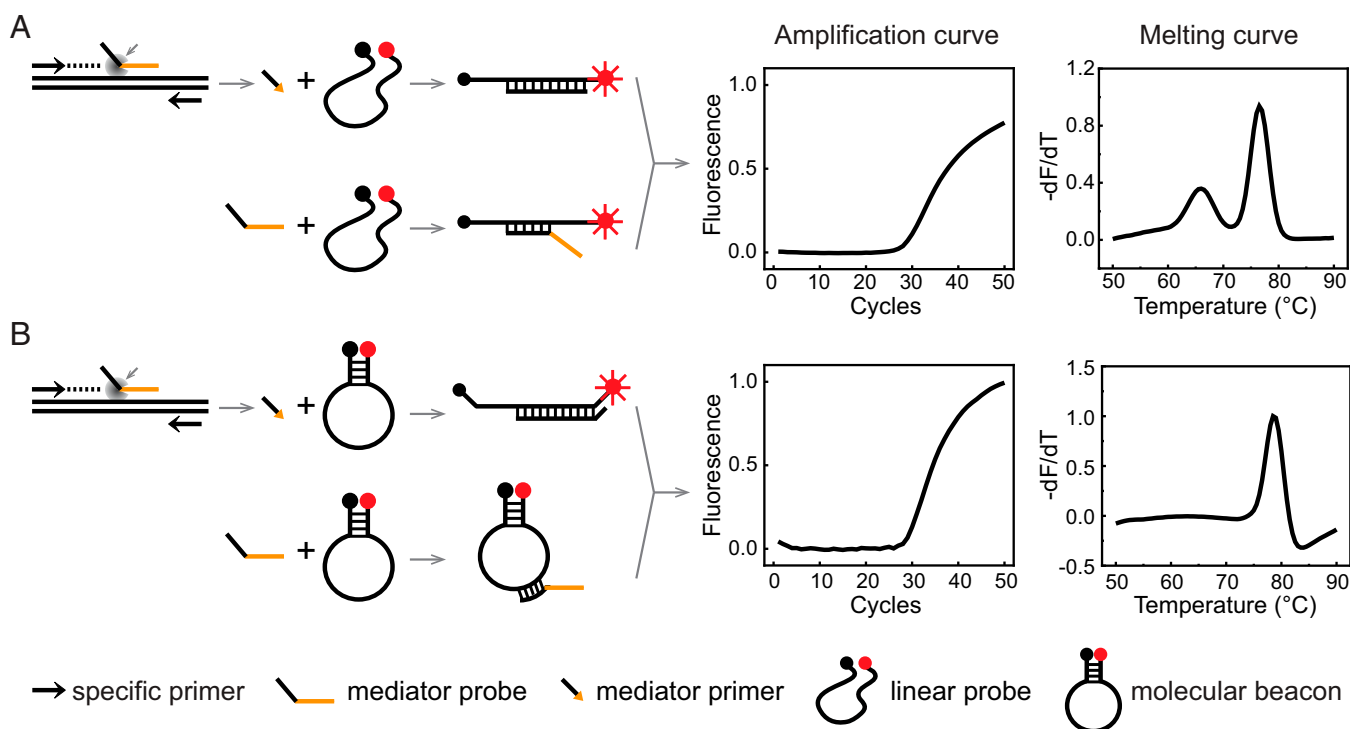 A
Amplification curve
Melting curve
+
+
Fluorescence
1.0
0.5
0.0
0 10 20 30 40 50
Cycles
-dF/dT
1.2
0.8
0.4
0.0
50 60 70 80 90
Temperature (°C)
B
+
+
Fluorescence
1.0
0.5
0.0
0 10 20 30 40 50
Cycles
-dF/dT
1.5
1.0
0.5
0.0
-0.5
50 60 70 80 90
Temperature (°C)
specific primer
mediator probe
mediator primer
linear probe
molecular beacon